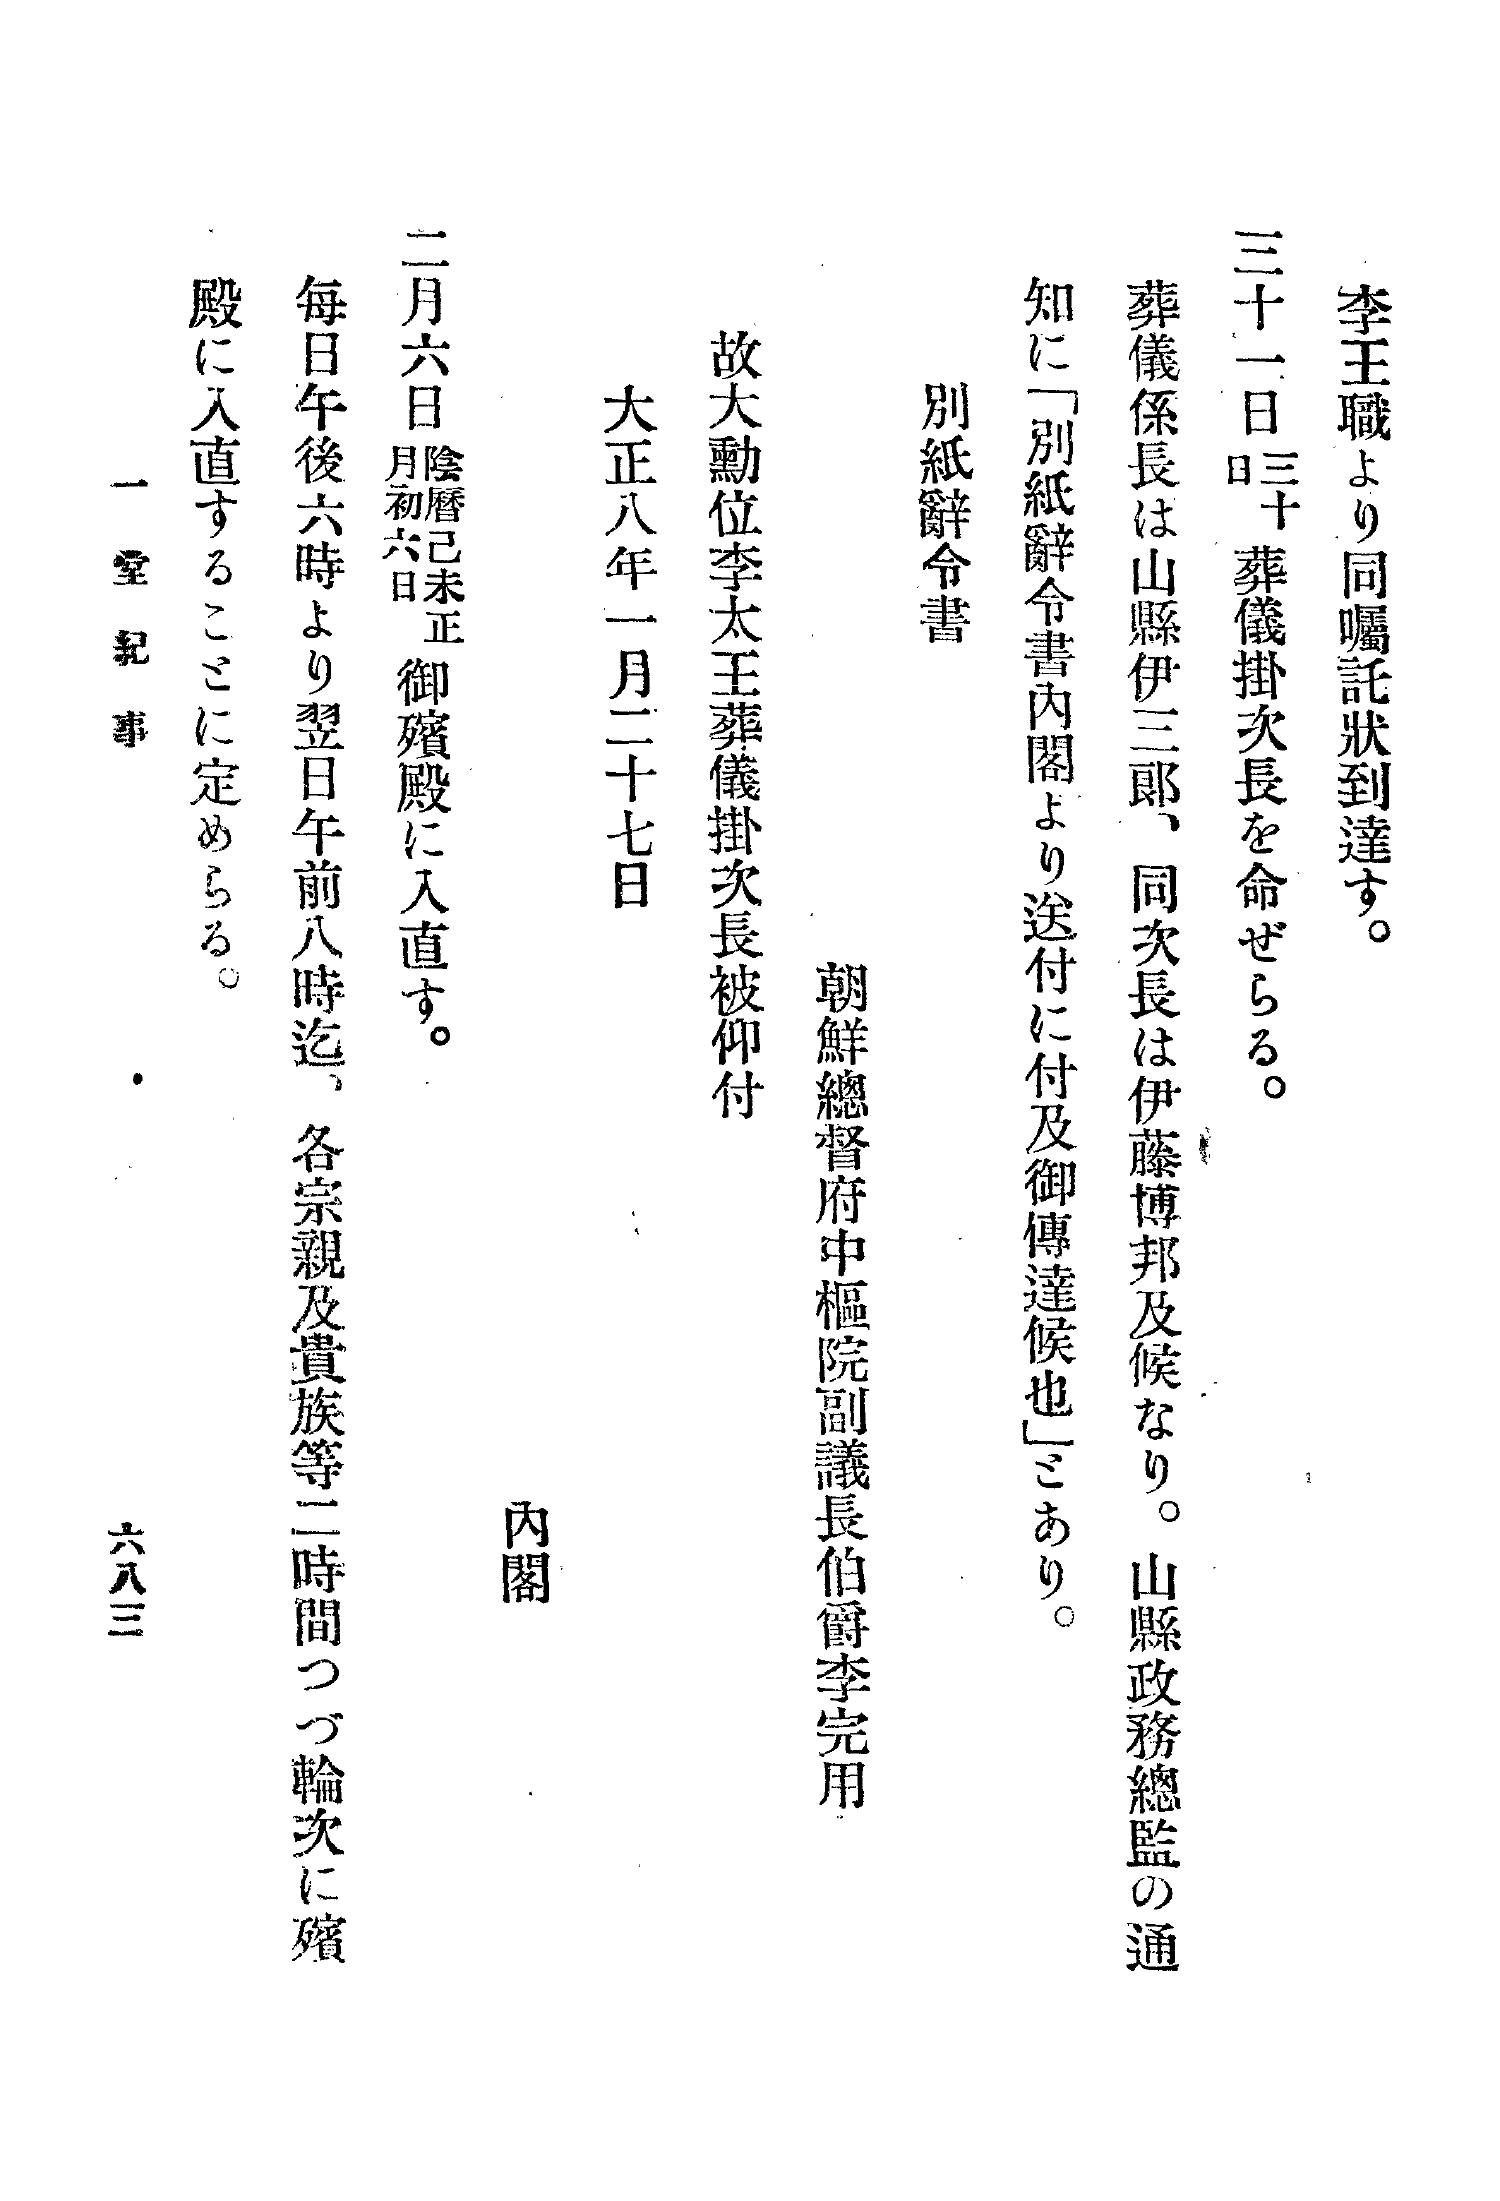 李王職より同囑託狀到達す。
三十一日三十日葬儀掛次長を命ぜらる。
葬儀係長は山縣伊三郞、同次長は伊藤博邦及候なり。山縣政務總監の通
知に「別紙辭令書內閣より送付に付及御傳達候也」とあり。
別紙辭令書
朝鮮總督府中樞院副議長伯爵李完用
故大勳位李太王葬儀掛次長被仰付
大正八年一月二十七日
內閣
二月六日陰曆己未正月初六日御殯殿に入直す。
每日午後六時より翌日午前八時迄、各宗親及貴族等二時間つづ輪次に殯
殿に入直することに定めらる。
一堂紀事
六八三